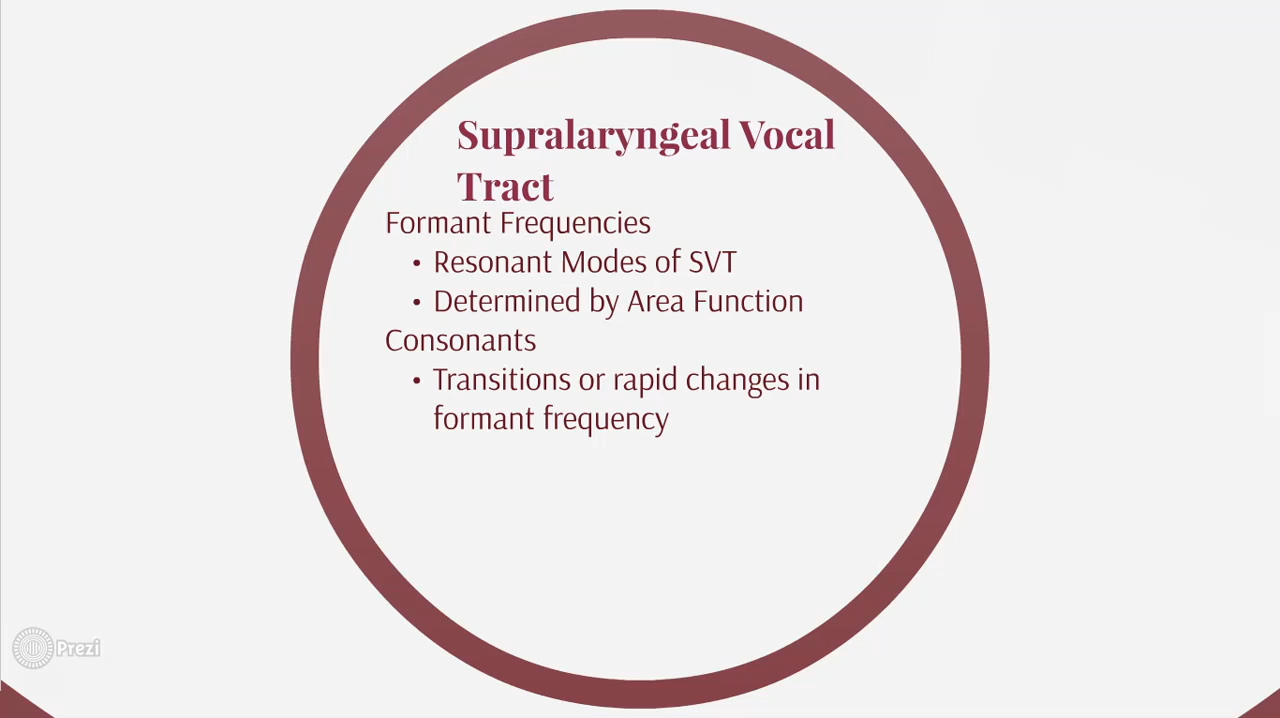 Supralaryngeal Vocal
Tract
Formant Frequencies
• Resonant Modes of SVT
• Determined by Area Function
Consonants
• Transitions or rapid changes in
formant frequency
Prezi